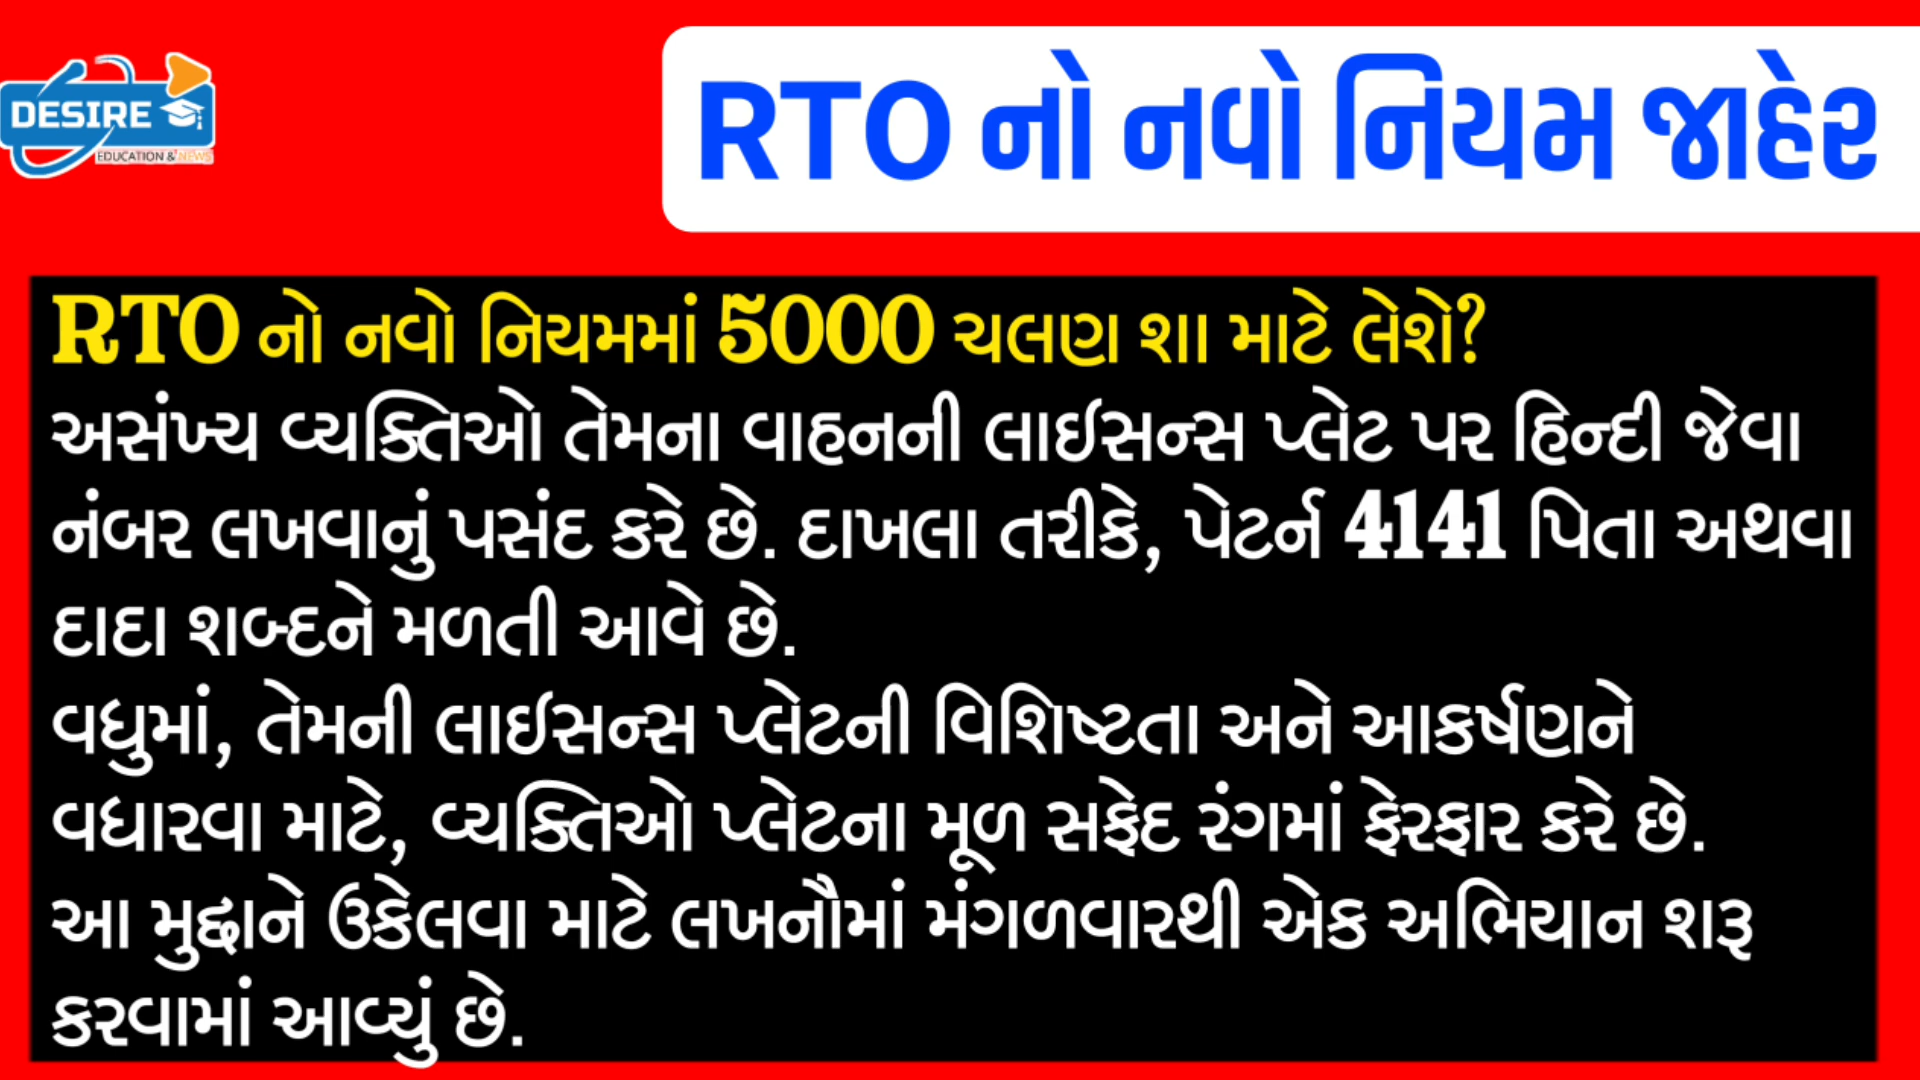 DESIRE
EDUCATION & NEWS
RTO નો નવો નિયમ જાહેર
RTO નો નવો નિયમમાં 5000 ચલણ શા માટે લેશે?
અસંખ્ય વ્યક્તિઓ તેમના વાહનની લાઈસન્સ પ્લેટ પર હિન્દી જેવા
નંબર લખવાનું પસંદ કરે છે. દાખલા તરીકે, પેટર્ન 4141 પિતા અથવા
દાદા શબ્દને મળતી આવે છે.
વધુમાં, તેમની લાઈસન્સ પ્લેટની વિશિષ્ટતા અને આકર્ષણને
વધારવા માટે, વ્યક્તિઓ પ્લેટના મૂળ સફેદ રંગમાં ફેરફાર કરે છે.
આ મુદ્દાને ઉકેલવા માટે લખનૌમાં મંગળવારથી એક અભિયાન શરૂ
કરવામાં આવ્યું છે.